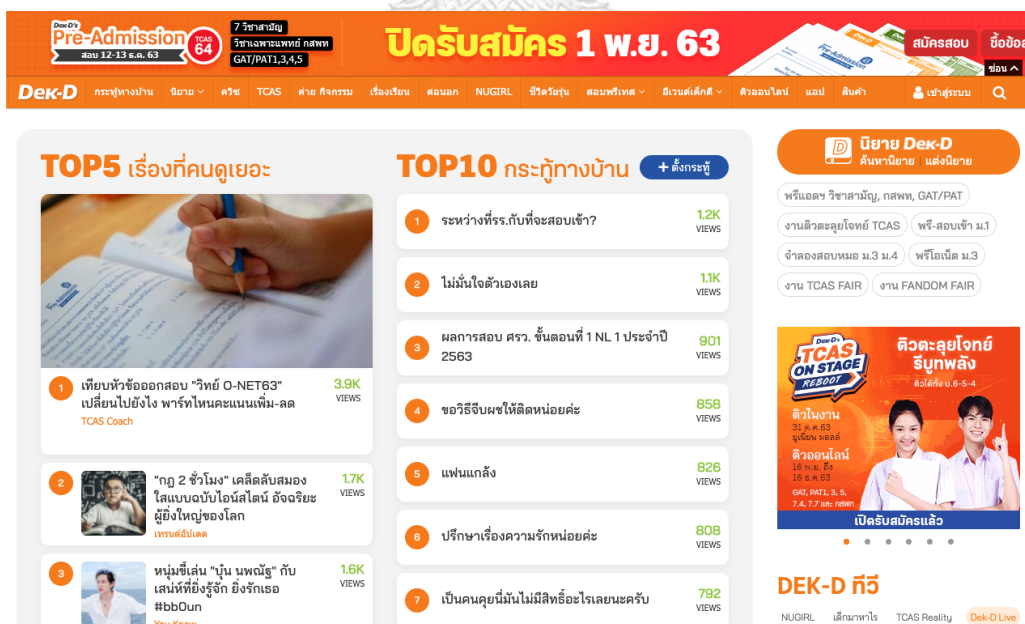 Dek-D's
Pre-Admission TCAS 64
สอบ 12-13 ธ.ค. 63
7 วิชาสามัญ
วิชาเฉพาะแพทย์ กสพท
GAT/PAT1,3,4,5
ปิดรับสมัคร 1 พ.ย. 63
สมัครสอบ
ซื้อข้อส
ซ่อน
Dek-D กระทู้ทางบ้าน นิยาย ควิซ TCAS ค่าย กิจกรรม เรื่องเรียน ต่อนอก NUGIRL ชีวิตวัยรุ่น สอบพรีเทส อีเวนต์เด็กดี ติวออนไลน์ แอป สินค้า เข้าสู่ระบบ
TOP5 เรื่องที่คนดูเยอะ
1 เทียบหัวข้อออกสอบ "วิทย์ O-NET63" 3.9K
เปลี่ยนไปยังไง พาร์ทไหนคะแนนเพิ่ม-ลด VIEWS
TCAS Coach
2 "กฎ 2 ชั่วโมง" เคล็ดลับสมอง 1.7K
ใสแบบฉบับไอน์สไตน์ อัจฉริยะ VIEWS
ผู้ยิ่งใหญ่ของโลก
เทรนด์อัปเดต
3 หนุ่มขี้เล่น "บุ๋น นพณัฐ" กับ 1.6K
เสน่ห์ที่ยิ่งรู้จัก ยิ่งรักเธอ VIEWS
#bbOun
You Know
TOP10 กระทู้ทางบ้าน + ตั้งกระทู้
1 ระหว่างที่รร.กับที่จะสอบเข้า? 1.2K
VIEWS
2 ไม่มั่นใจตัวเองเลย 1.1K
VIEWS
3 ผลการสอบ ศรว. ขั้นตอนที่ 1 NL 1 ประจำปี 901
2563 VIEWS
4 ขอวิธีจีบผชให้ติดหน่อยค่ะ 858
VIEWS
5 แฟนแกล้ง 826
VIEWS
6 ปรึกษาเรื่องความรักหน่อยค่ะ 808
VIEWS
7 เป็นคนคุยนี่มันไม่มีสิทธิ์อะไรเลยนะครับ 792
VIEWS
นิยาย Dek-D
ค้นหานิยาย | แต่งนิยาย
พรีแอดฯ วิชาสามัญ, กสพท, GAT/PAT
งานติวตะลุยโจทย์ TCAS พรี-สอบเข้า ม.1
จำลองสอบหมอ ม.3 ม.4 พรีโอเน็ต ม.3
งาน TCAS FAIR งาน FANDOM FAIR
Dek-D's
TCAS
ON STAGE
REBOOT
ติวตะลุยโจทย์
รีบูทพลัง
ติวได้ทั้ง ม.6-5-4
ติวในงาน
31 ต.ค.63
ยูเนี่ยน มอลล์
ติวออนไลน์
16 พ.ย. ถึง
16 ธ.ค.63
GAT, PAT1, 3, 5,
7.4, 7.7 และ กสพท
เปิดรับสมัครแล้ว
DEK-D ทีวี
NUGIRL เด็กมาหาไร TCAS Reality Dek-D Live